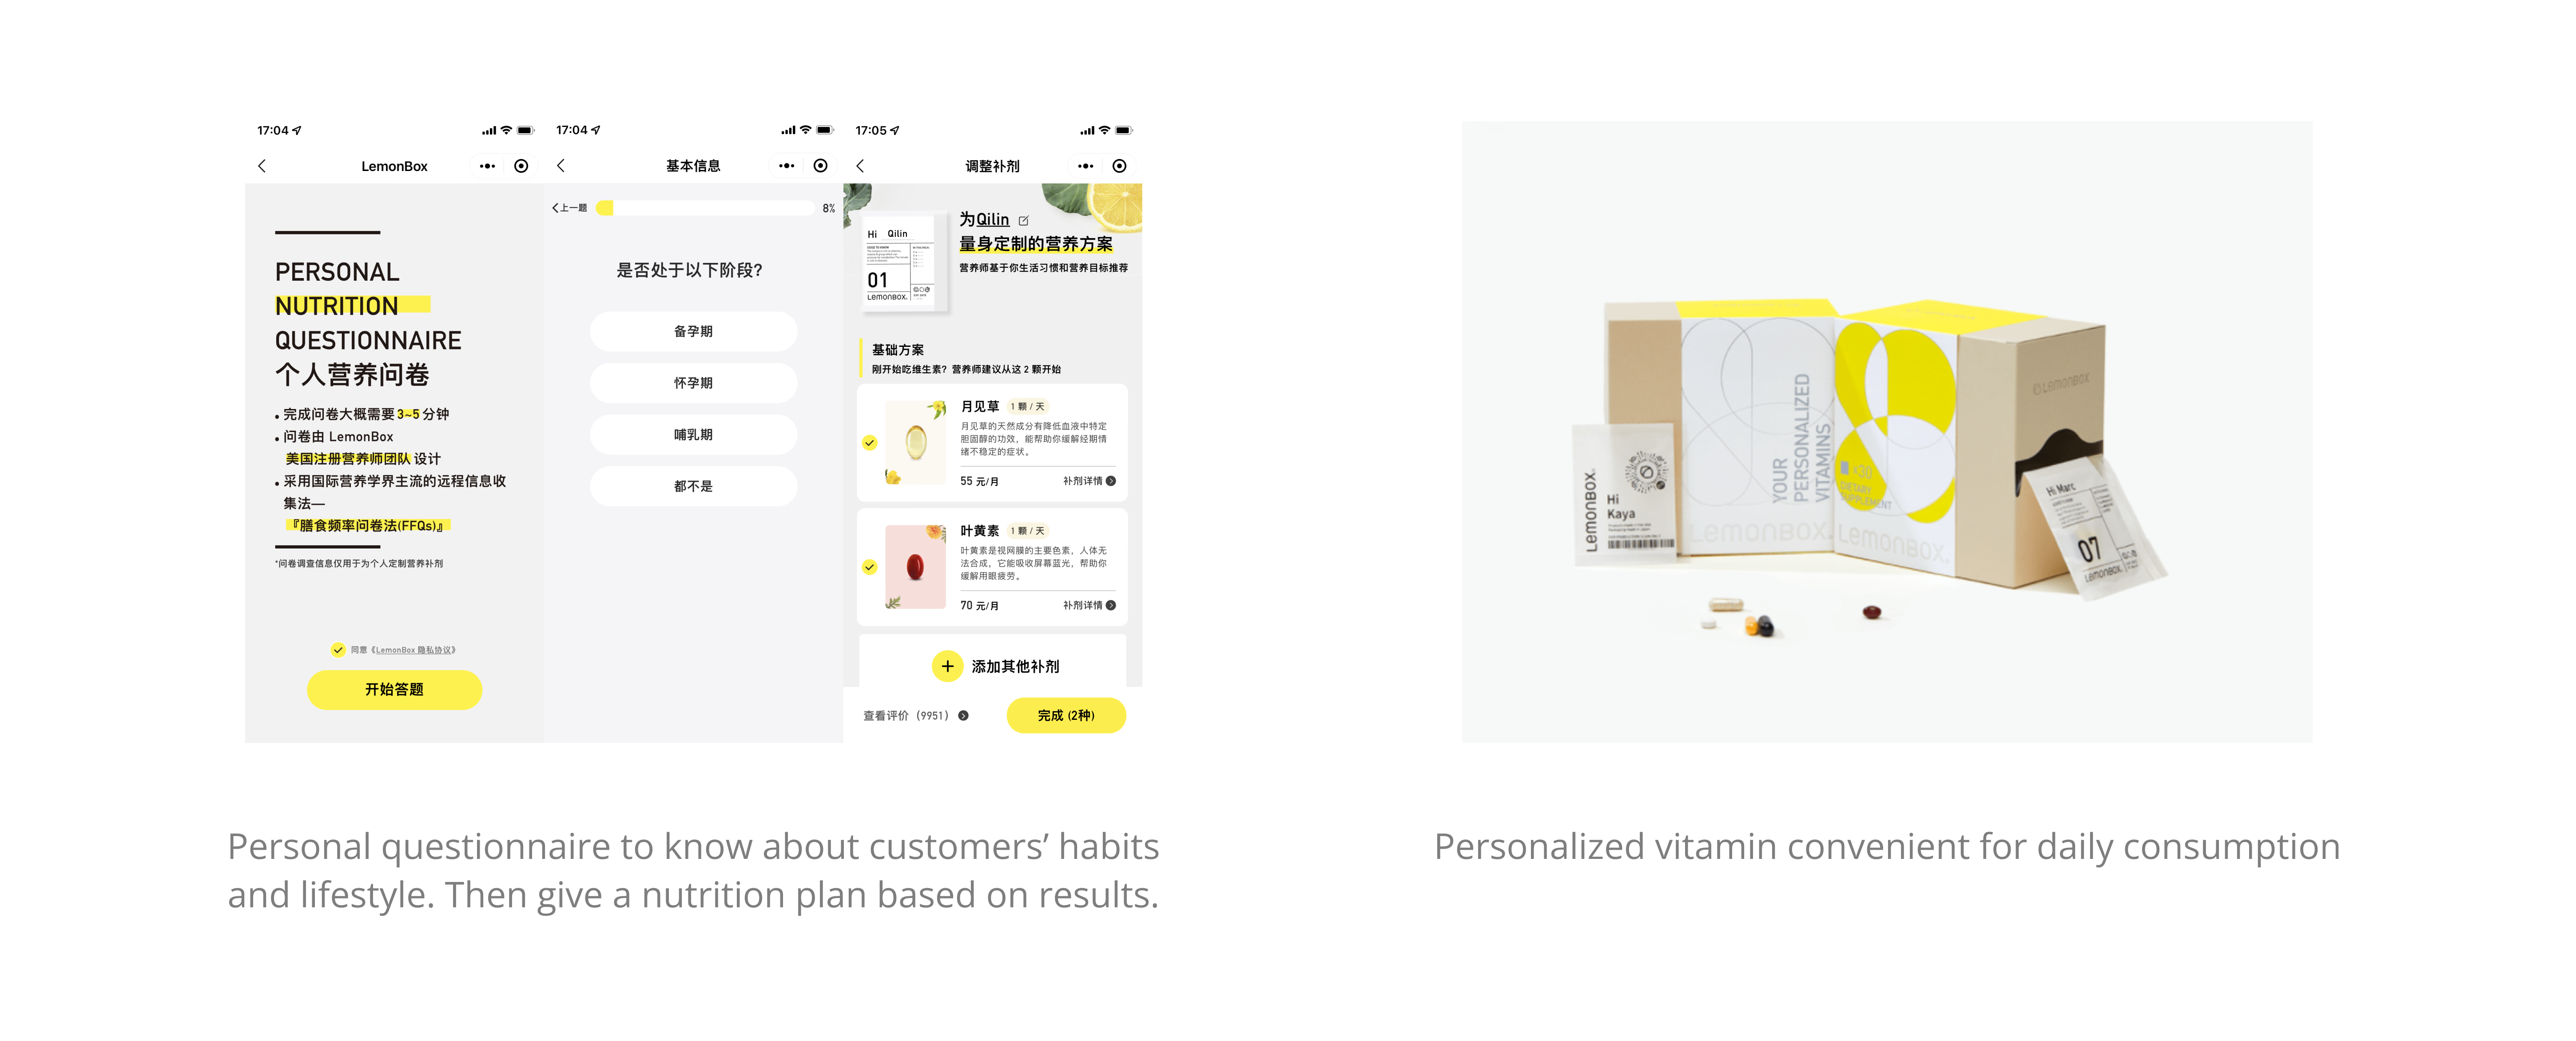 17:04
LemonBox
PERSONAL
NUTRITION
QUESTIONNAIRE
个人营养问卷
• 完成问卷大概需要 3~5 分钟
• 问卷由 LemonBox
美国注册营养师团队 设计
• 采用国际营养学界主流的远程信息收
集法—
『膳食频率问卷法(FFQs)』
*问卷调查信息仅用于为个人定制营养补剂
同意《LemonBox 隐私协议》
开始答题
17:04
基本信息
上一题
8%
是否处于以下阶段?
备孕期
怀孕期
哺乳期
都不是
17:05
调整补剂
Hi Qilin
01
LemonBOX.
为Qilin
量身定制的营养方案
营养师基于你生活习惯和营养目标推荐
基础方案
刚开始吃维生素? 营养师建议从这 2 颗开始
月见草 1 颗 / 天
月见草的天然成分有降低血液中特定
胆固醇的功效, 能帮助你缓解经期情
绪不稳定的症状。
55 元/月
补剂详情
叶黄素 1 颗 / 天
叶黄素是视网膜的主要色素, 人体无
法合成, 它能吸收屏幕蓝光, 帮助你
缓解用眼疲劳。
70 元/月
补剂详情
+ 添加其他补剂
查看评价 (9951)
完成 (2种)
LemonBOX.
Hi
Kaya
YOUR
PERSONALIZED
VITAMINS
LemonBOX.
x30
DIETARY
SUPPLEMENT
LemonBOX.
LemonBOX
Hi Marc
07
LemonBOX.
Personal questionnaire to know about customers’ habits
and lifestyle. Then give a nutrition plan based on results.
Personalized vitamin convenient for daily consumption